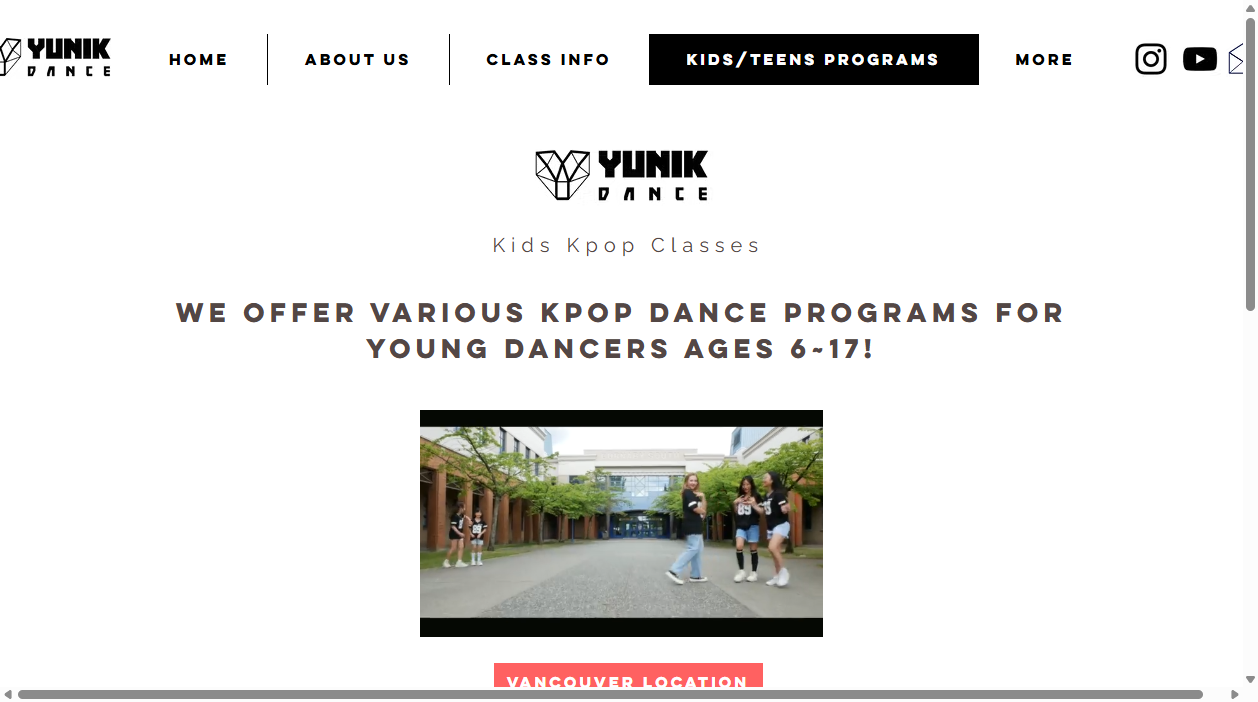 YUNIK
DANCE
HOME
ABOUT US
CLASS INFO
KIDS/TEENS PROGRAMS
MORE
YUNIK
DANCE
Kids Kpop Classes
WE OFFER VARIOUS KPOP DANCE PROGRAMS FOR
YOUNG DANCERS AGES 6~17!
89
VANCOUVER LOCATION